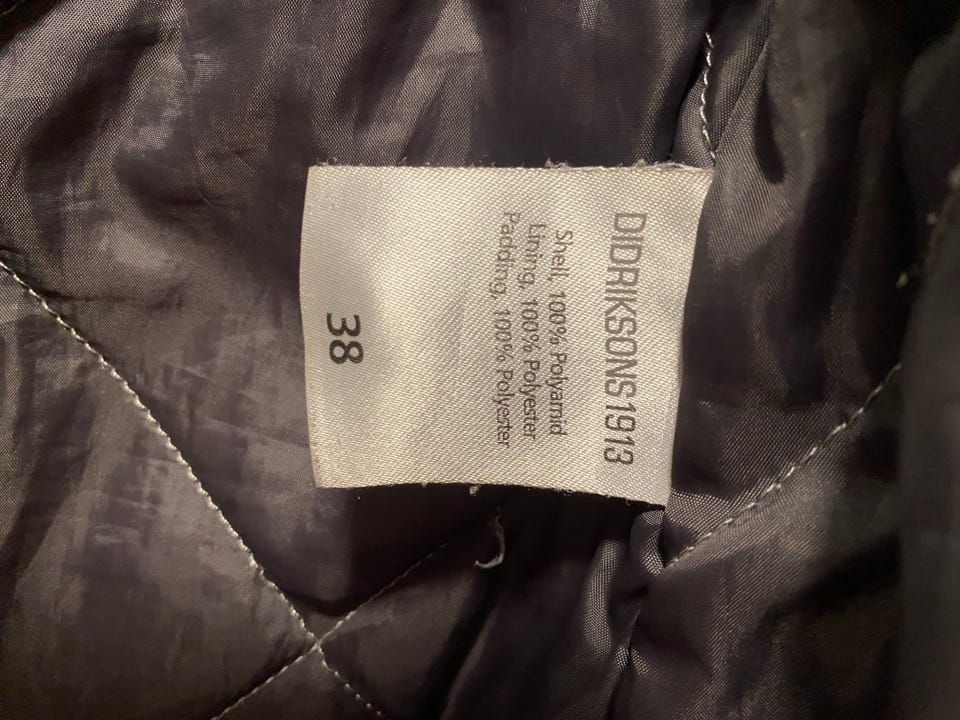 DIDRIKSONS1913
Shell, 100% Polyamid
Lining, 100% Polyester
Padding, 100% Polyester
38